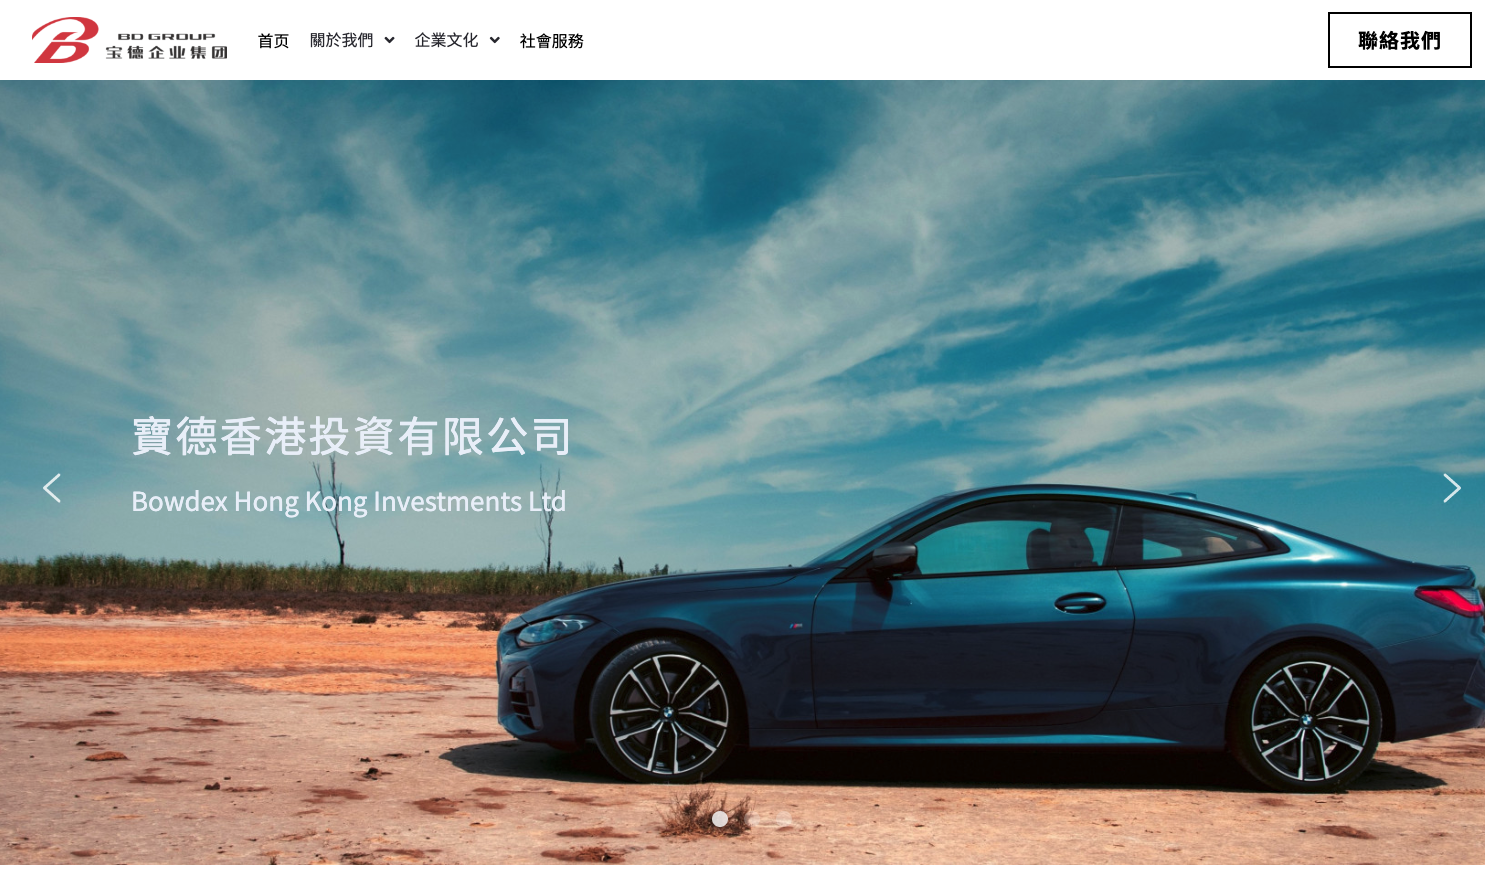 BD GROUP
宝德企业集团
首页
關於我們
企業文化
社會服務
聯絡我們
寶德香港投資有限公司
Bowdex Hong Kong Investments Ltd